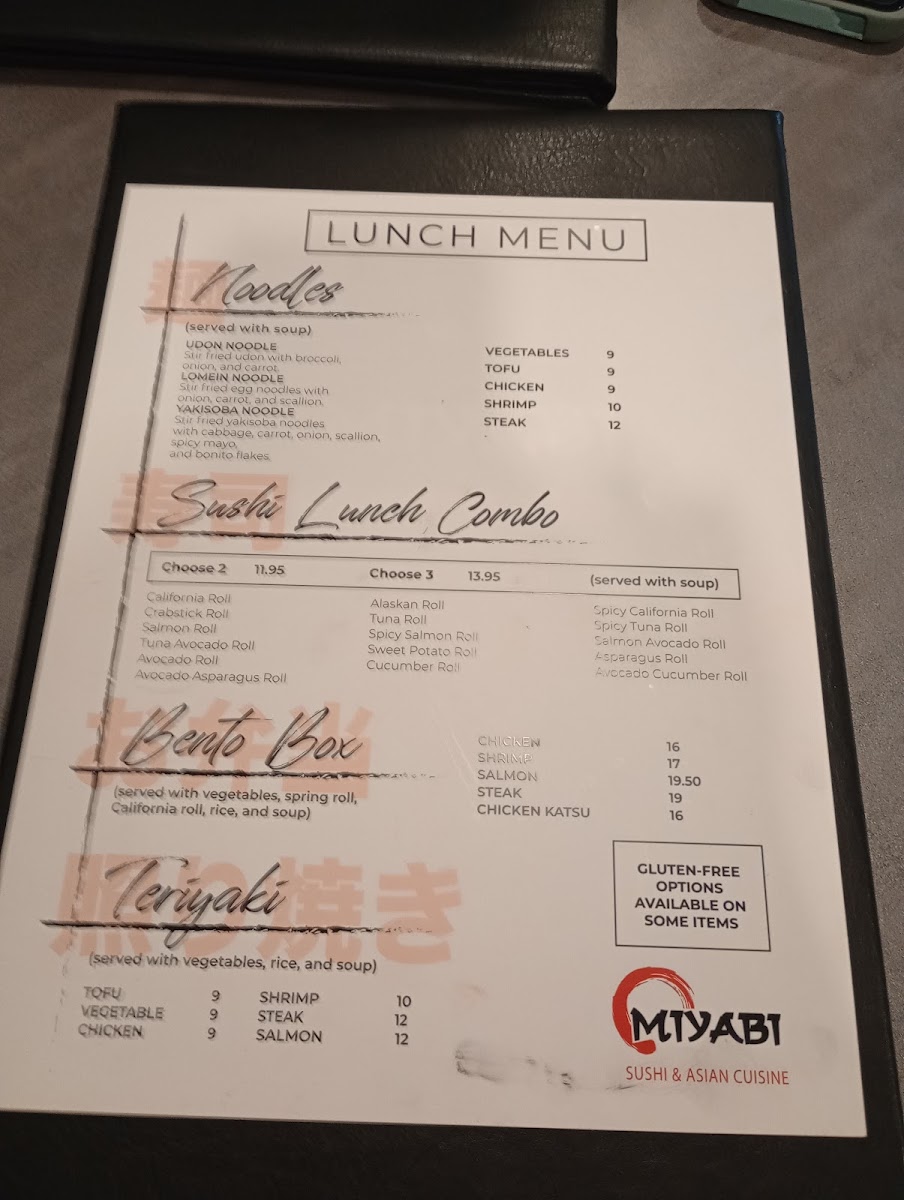 LUNCH MENU
麺
Noodles
(served with soup)
UDON NOODLE
Stir fried udon with broccoli,
onion, and carrot.
LOMEIN NOODLE
Stir fried egg noodles with
onion, carrot, and scallion.
YAKISOBA NOODLE
Stir fried yakisoba noodles
with cabbage, carrot, onion, scallion,
spicy mayo,
and bonito flakes.
VEGETABLES 9
TOFU 9
CHICKEN 9
SHRIMP 10
STEAK 12
寿司
Sushi Lunch Combo
Choose 2 11.95 Choose 3 13.95 (served with soup)
California Roll
Crabstick Roll
Salmon Roll
Tuna Avocado Roll
Avocado Roll
Avocado Asparagus Roll
Alaskan Roll
Tuna Roll
Spicy Salmon Roll
Sweet Potato Roll
Cucumber Roll
Spicy California Roll
Spicy Tuna Roll
Salmon Avocado Roll
Asparagus Roll
Avocado Cucumber Roll
お弁当
Bento Box
(served with vegetables, spring roll,
California roll, rice, and soup)
CHICKEN 16
SHRIMP 17
SALMON 19.50
STEAK 19
CHICKEN KATSU 16
照り焼き
Teriyaki
(served with vegetables, rice, and soup)
TOFU 9 SHRIMP 10
VEGETABLE 9 STEAK 12
CHICKEN 9 SALMON 12
GLUTEN-FREE
OPTIONS
AVAILABLE ON
SOME ITEMS
MIYABI
SUSHI & ASIAN CUISINE